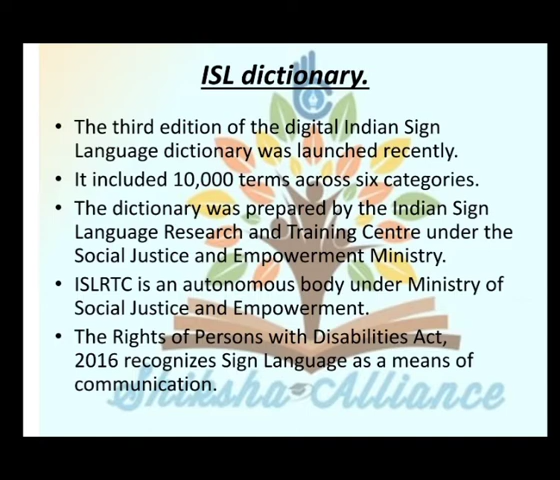 ISL dictionary.
• The third edition of the digital Indian Sign
Language dictionary was launched recently.
• It included 10,000 terms across six categories.
• The dictionary was prepared by the Indian Sign
Language Research and Training Centre under the
Social Justice and Empowerment Ministry.
• ISLRTC is an autonomous body under Ministry of
Social Justice and Empowerment.
• The Rights of Persons with Disabilities Act,
2016 recognizes Sign Language as a means of
communication.
Shiksha Alliance